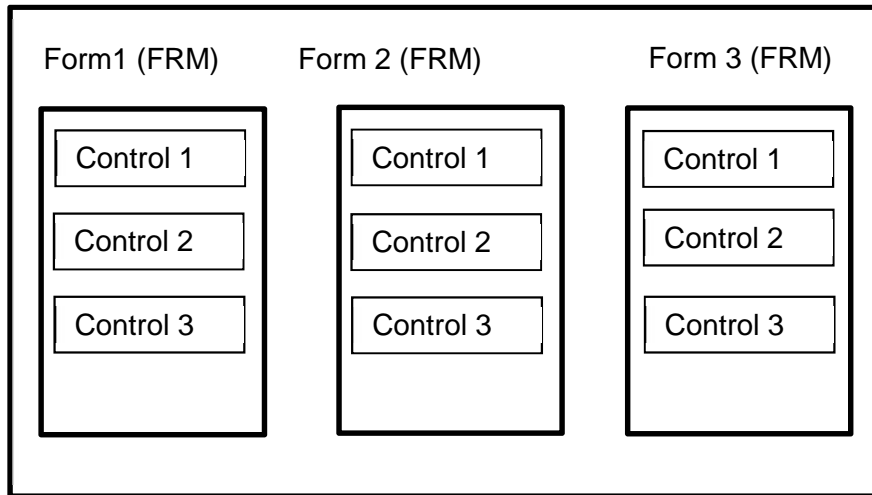 Form1 (FRM) Form 2 (FRM) Form 3 (FRM)
Control 1 Control 1 Control 1
Control 2 Control 2 Control 2
Control 3 Control 3 Control 3